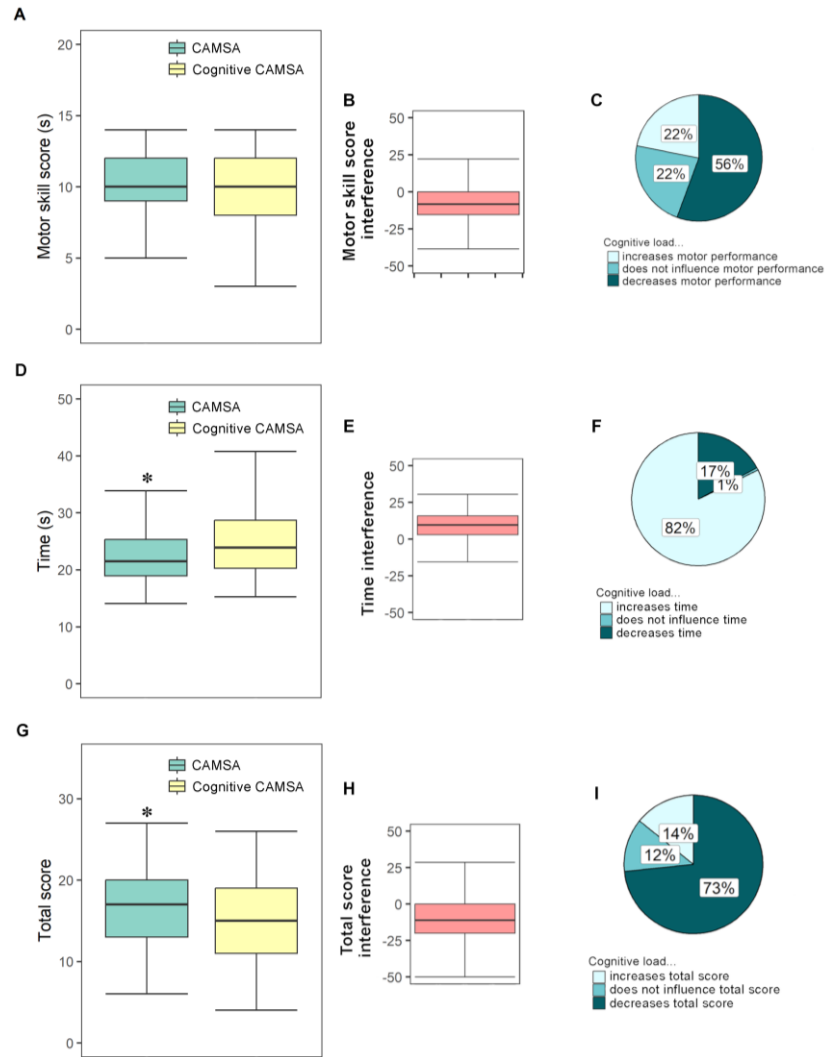 A
CAMSA
Cognitive CAMSA
20
15
10
5
0
Motor skill score (s)
B
50
25
0
-25
-50
Motor skill score
interference
C
22%
22%
56%
Cognitive load...
increases motor performance
does not influence motor performance
decreases motor performance
D
CAMSA
Cognitive CAMSA
50
40
30
20
10
0
Time (s)
*
E
50
25
0
-25
-50
Time interference
F
17%
1%
82%
Cognitive load...
increases time
does not influence time
decreases time
G
CAMSA
Cognitive CAMSA
30
20
10
0
Total score
*
H
50
25
0
-25
-50
Total score
interference
I
14%
12%
73%
Cognitive load...
increases total score
does not influence total score
decreases total score